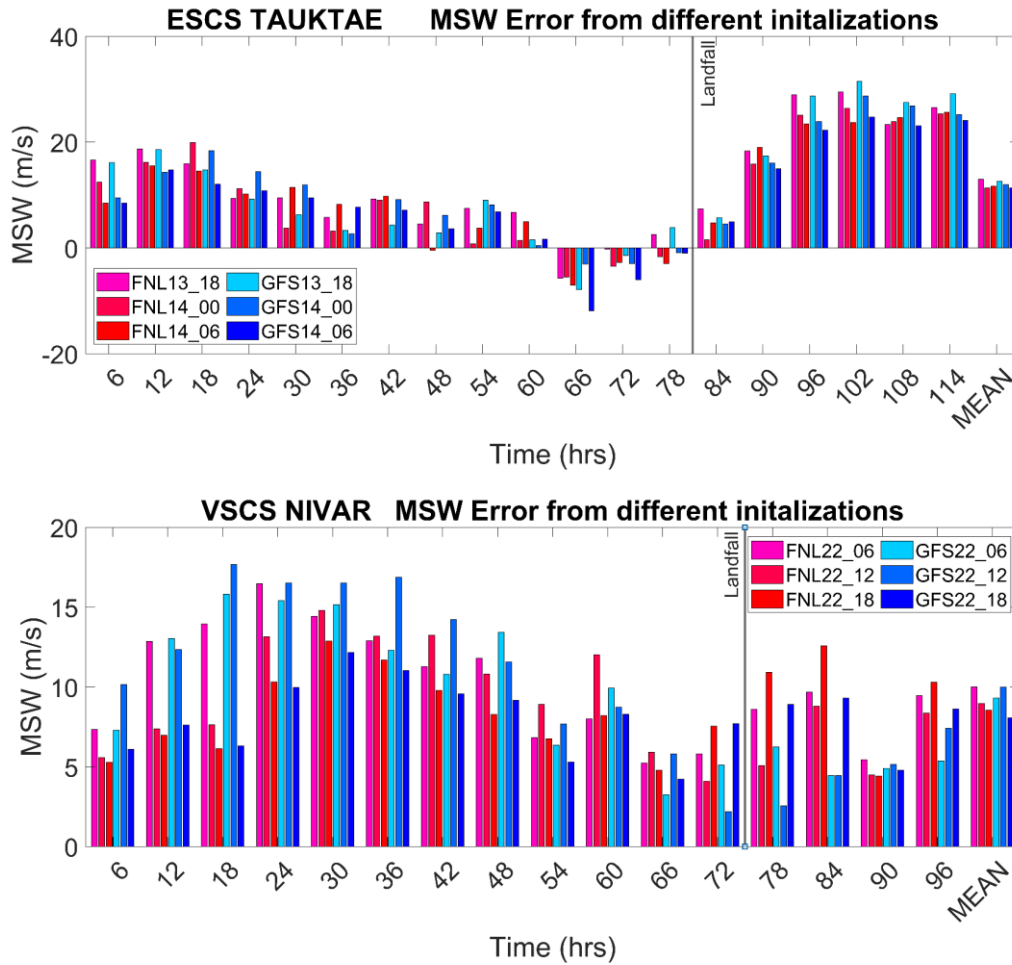 ESCS TAUKTAE MSW Error from different initalizations
40
20
0
-20
MSW (m/s)
Landfall
FNL13_18 GFS13_18
FNL14_00 GFS14_00
FNL14_06 GFS14_06
6 12 18 24 30 36 42 48 54 60 66 72 78 84 90 96 102 108 114 MEAN
Time (hrs)
VSCS NIVAR MSW Error from different initalizations
20
15
10
5
0
MSW (m/s)
Landfall
FNL22_06 GFS22_06
FNL22_12 GFS22_12
FNL22_18 GFS22_18
6 12 18 24 30 36 42 48 54 60 66 72 78 84 90 96 MEAN
Time (hrs)